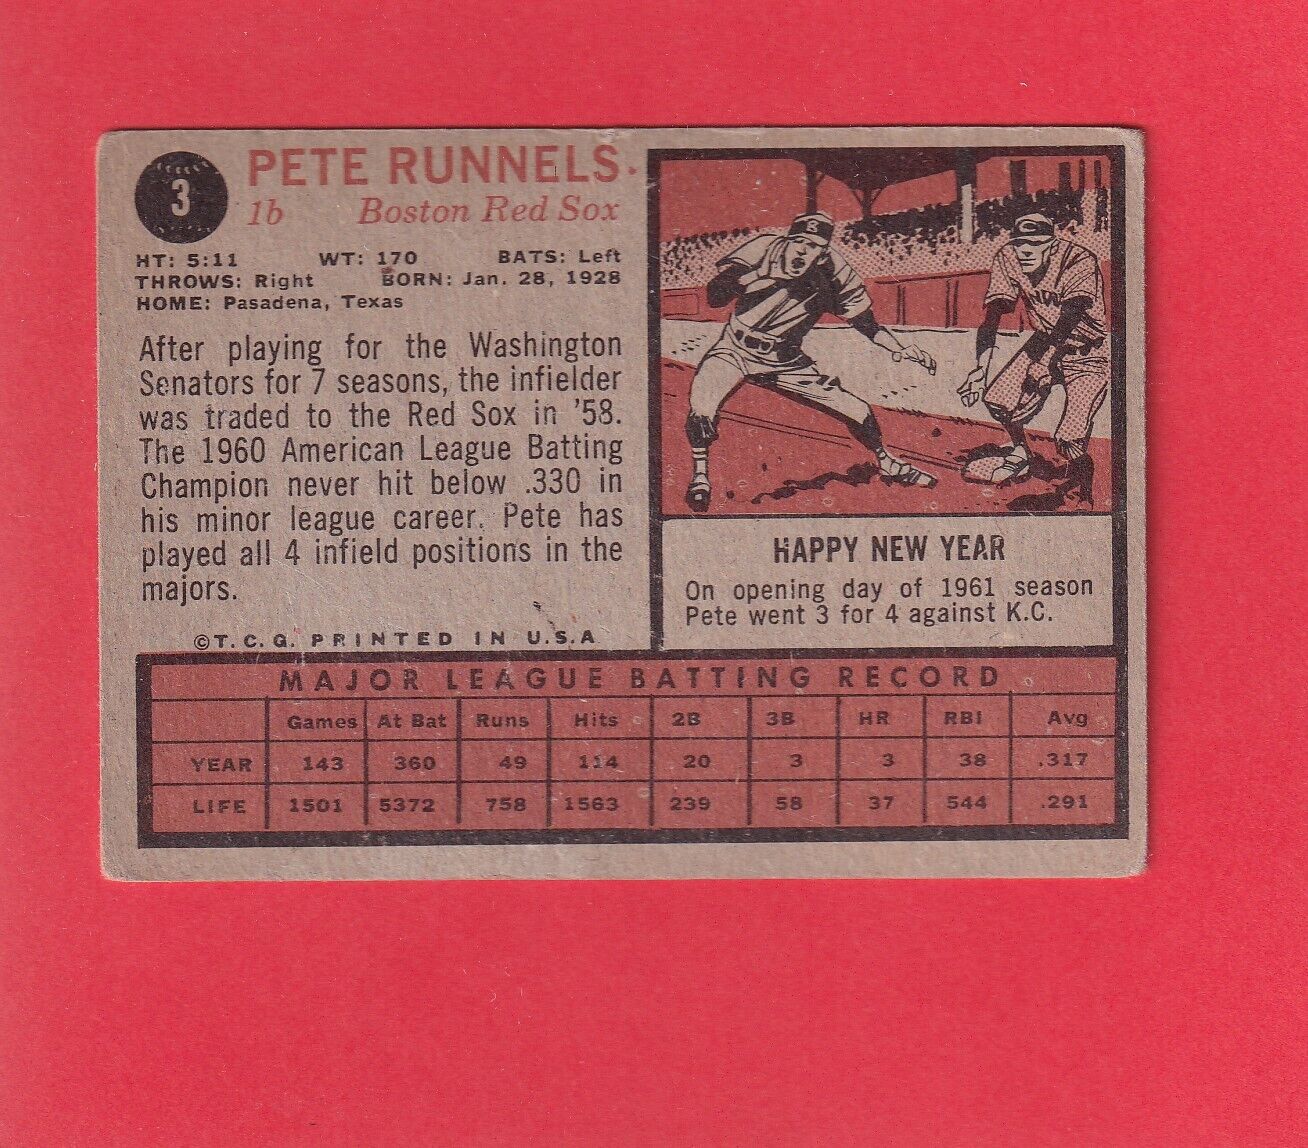 3
PETE RUNNELS.
1b Boston Red Sox
HT: 5:11 WT: 170 BATS: Left
THROWS: Right BORN: Jan. 28, 1928
HOME: Pasadena, Texas
After playing for the Washington
Senators for 7 seasons, the infielder
was traded to the Red Sox in '58.
The 1960 American League Batting
Champion never hit below .330 in
his minor league career. Pete has
played all 4 infield positions in the
majors.
©T.C.G. PRINTED IN U.S.A
HAPPY NEW YEAR
On opening day of 1961 season
Pete went 3 for 4 against K.C.
MAJOR LEAGUE BATTING RECORD
Games At Bat Runs Hits 2B 3B HR RBI Avg
YEAR 143 360 49 114 20 3 3 38 .317
LIFE 1501 5372 758 1563 239 58 37 544 .291